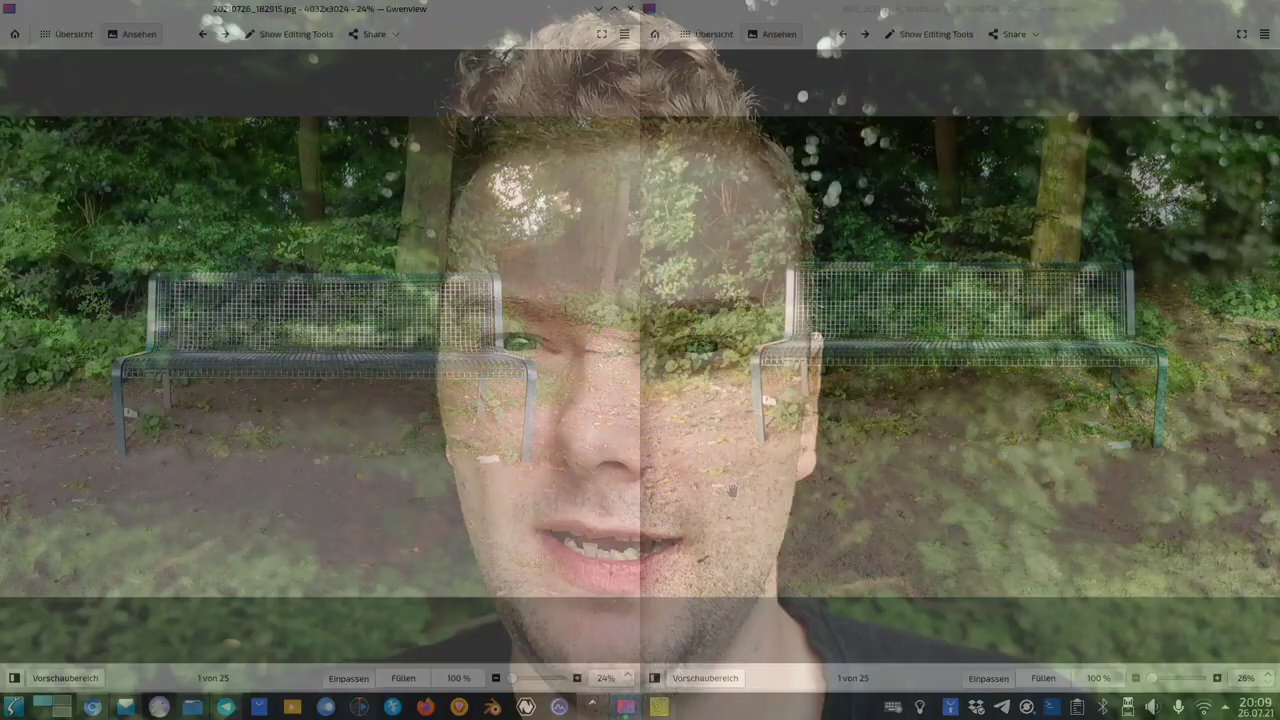 20210726_182915.jpg - 4032x3024 - 24% — Gwenview
Übersicht Ansehen Show Editing Tools Share
Übersicht Ansehen Show Editing Tools Share
Vorschaubereich 1 von 25 Einpassen Füllen 100 % 24%
Vorschaubereich 1 von 25 Einpassen Füllen 100 % 26%
20:09
26.07.21